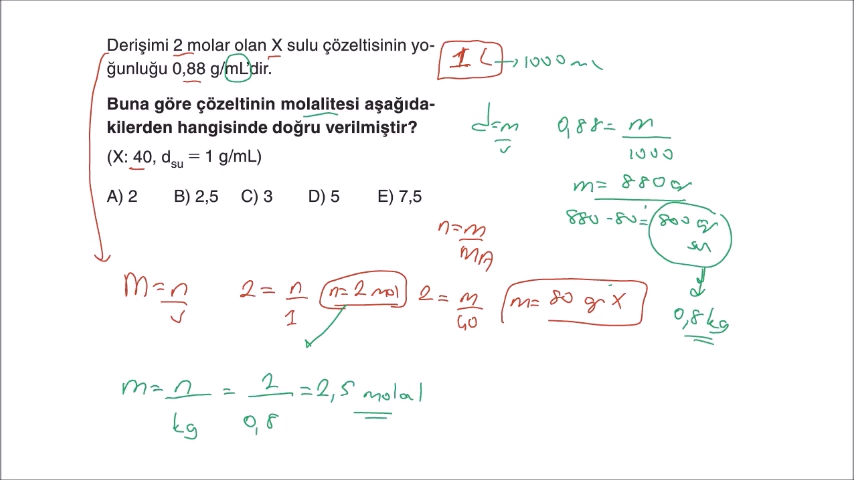 Derişimi 2 molar olan X sulu çözeltisinin yo-
ğunluğu 0,88 g/mL'dir.
Buna göre çözeltinin molalitesi aşağıda-
kilerden hangisinde doğru verilmiştir?
(X: 40, dsu = 1 g/mL)
A) 2 B) 2,5 C) 3 D) 5 E) 7,5
1 L → 1000 mL
d = m/v 0,88 = m/1000
m = 880 gr
880 - 80 = 800 gr su
0,8 kg
n = m/MA
M = n/v 2 = n/1 n = 2 mol 2 = m/40 m = 80 gr X
m = n/kg = 2/0,8 = 2,5 molal